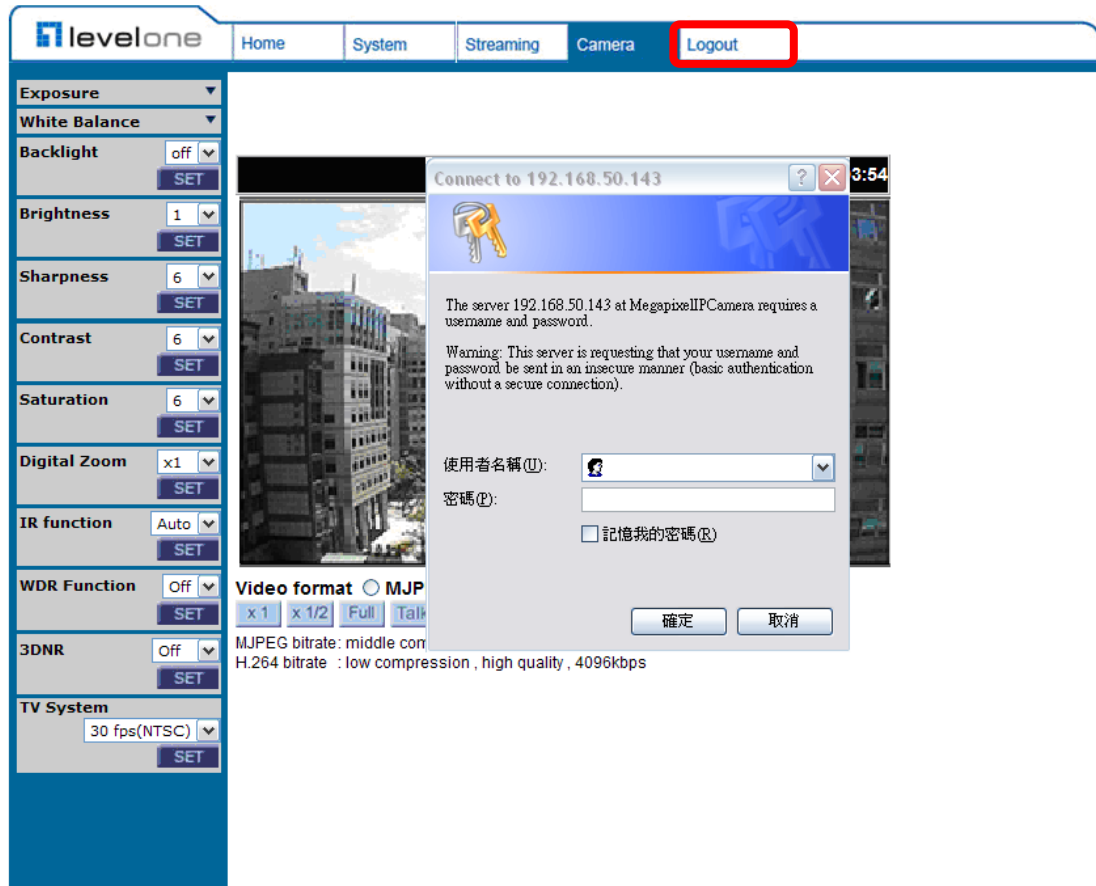 levelone
Home
System
Streaming
Camera
Logout
Exposure
White Balance
Backlight
off
SET
Brightness
1
SET
Sharpness
6
SET
Contrast
6
SET
Saturation
6
SET
Digital Zoom
x1
SET
IR function
Auto
SET
WDR Function
Off
SET
3DNR
Off
SET
TV System
30 fps(NTSC)
SET
3:54
Connect to 192.168.50.143
The server 192.168.50.143 at MegapixelIPCamera requires a
username and password.
Warning: This server is requesting that your username and
password be sent in an insecure manner (basic authentication
without a secure connection).
使用者名稱(U):
密碼(P):
記憶我的密碼(R)
確定
取消
Video format MJP
x 1
x 1/2
Full
Talk
MJPEG bitrate: middle com
H.264 bitrate : low compression , high quality , 4096kbps